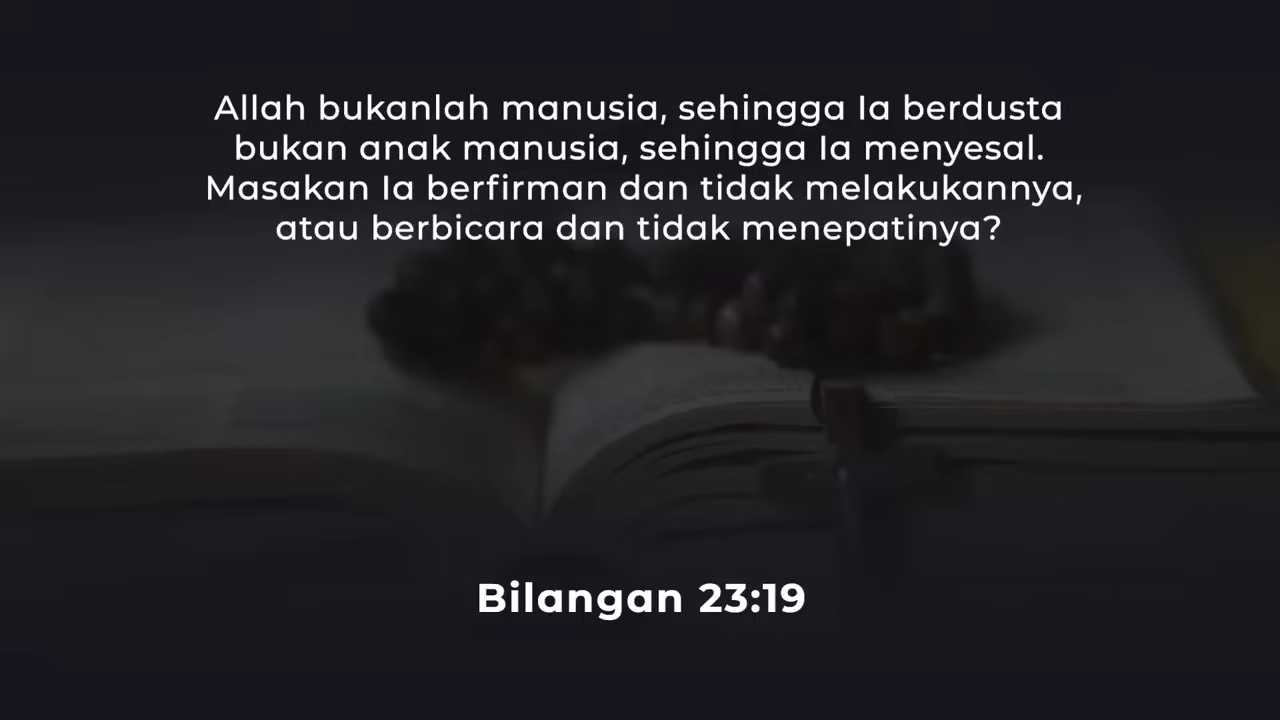 Allah bukanlah manusia, sehingga Ia berdusta
bukan anak manusia, sehingga Ia menyesal.
Masakan Ia berfirman dan tidak melakukannya,
atau berbicara dan tidak menepatinya?
Bilangan 23:19